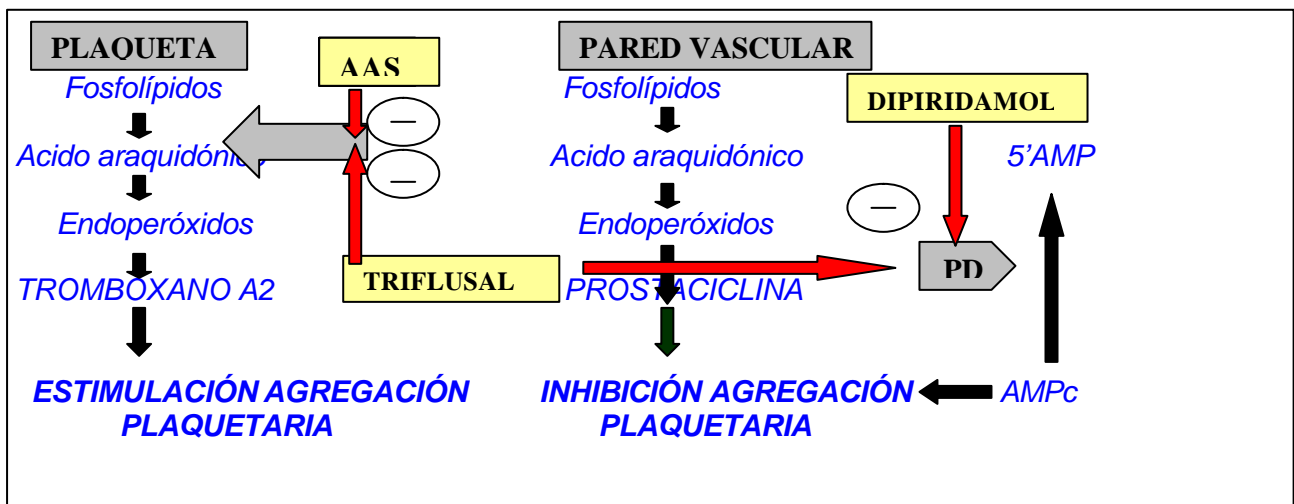 PLAQUETA
Fosfolípidos
Acido araquidónico
Endoperóxidos
TROMBOXANO A2
ESTIMULACIÓN AGREGACIÓN
PLAQUETARIA
AAS
TRIFLUSAL
PARED VASCULAR
Fosfolípidos
Acido araquidónico
Endoperóxidos
PROSTACICLINA
INHIBICIÓN AGREGACIÓN
PLAQUETARIA
DIPIRIDAMOL
5’AMP
PD
AMPc